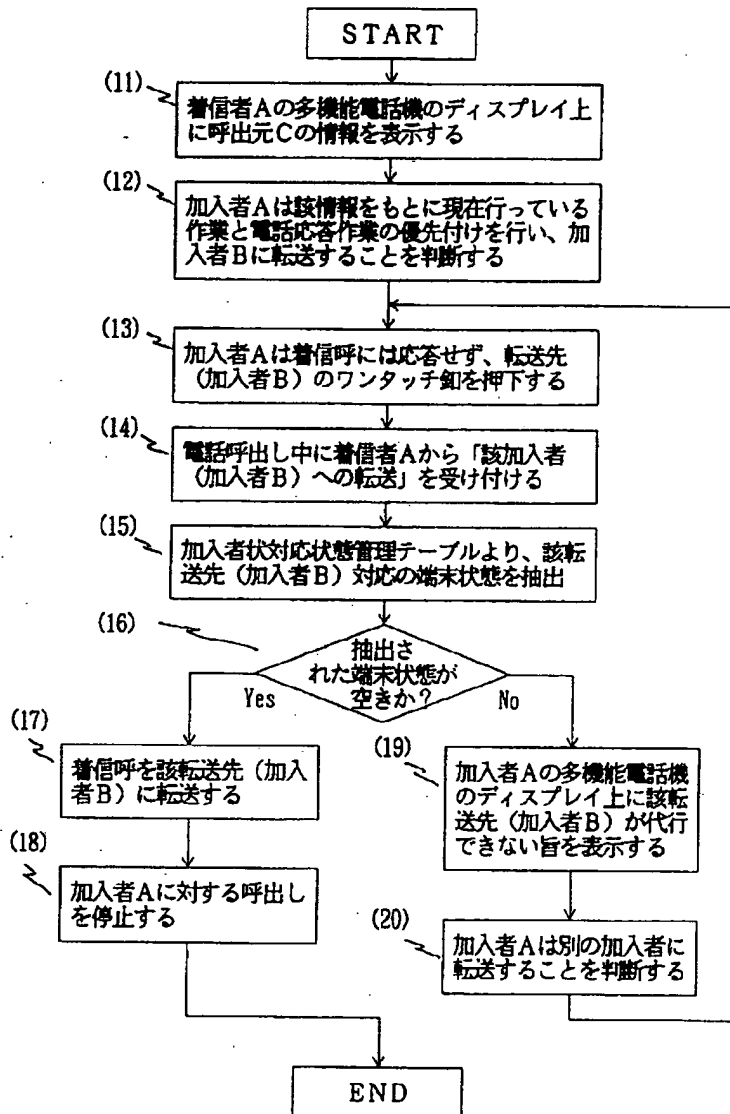 START
(11)
着信者Aの多機能電話機のディスプレイ上
に呼出元Cの情報を表示する
(12)
加入者Aは該情報をもとに現在行っている
作業と電話応答作業の優先付けを行い、加
入者Bに転送することを判断する
(13)
加入者Aは着信呼には応答せず、転送先
(加入者B)のワンタッチ釦を押下する
(14)
電話呼出し中に着信者Aから「該加入者
(加入者B)への転送」を受け付ける
(15)
加入者状対応状態管理テーブルより、該転
送先(加入者B)対応の端末状態を抽出
(16)
抽出さ
れた端末状態が
空きか?
Yes
No
(17)
着信呼を該転送先(加入
者B)に転送する
(18)
加入者Aに対する呼出し
を停止する
(19)
加入者Aの多機能電話機
のディスプレイ上に該転
送先(加入者B)が代行
できない旨を表示する
(20)
加入者Aは別の加入者に
転送することを判断する
END